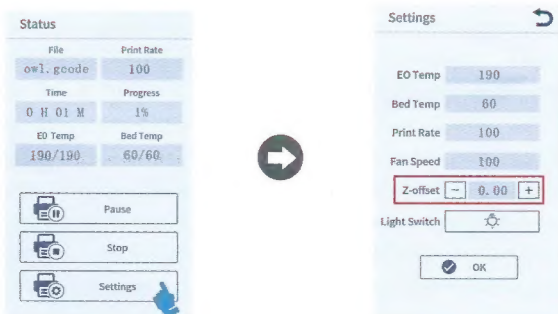 Status
File Print Rate
owl.gcode 100
Time Progress
0 H 01 M 1%
E0 Temp Bed Temp
190/190 60/60
Pause
Stop
Settings
Settings
E0 Temp 190
Bed Temp 60
Print Rate 100
Fan Speed 100
Z-offset − 0.00 +
Light Switch
OK